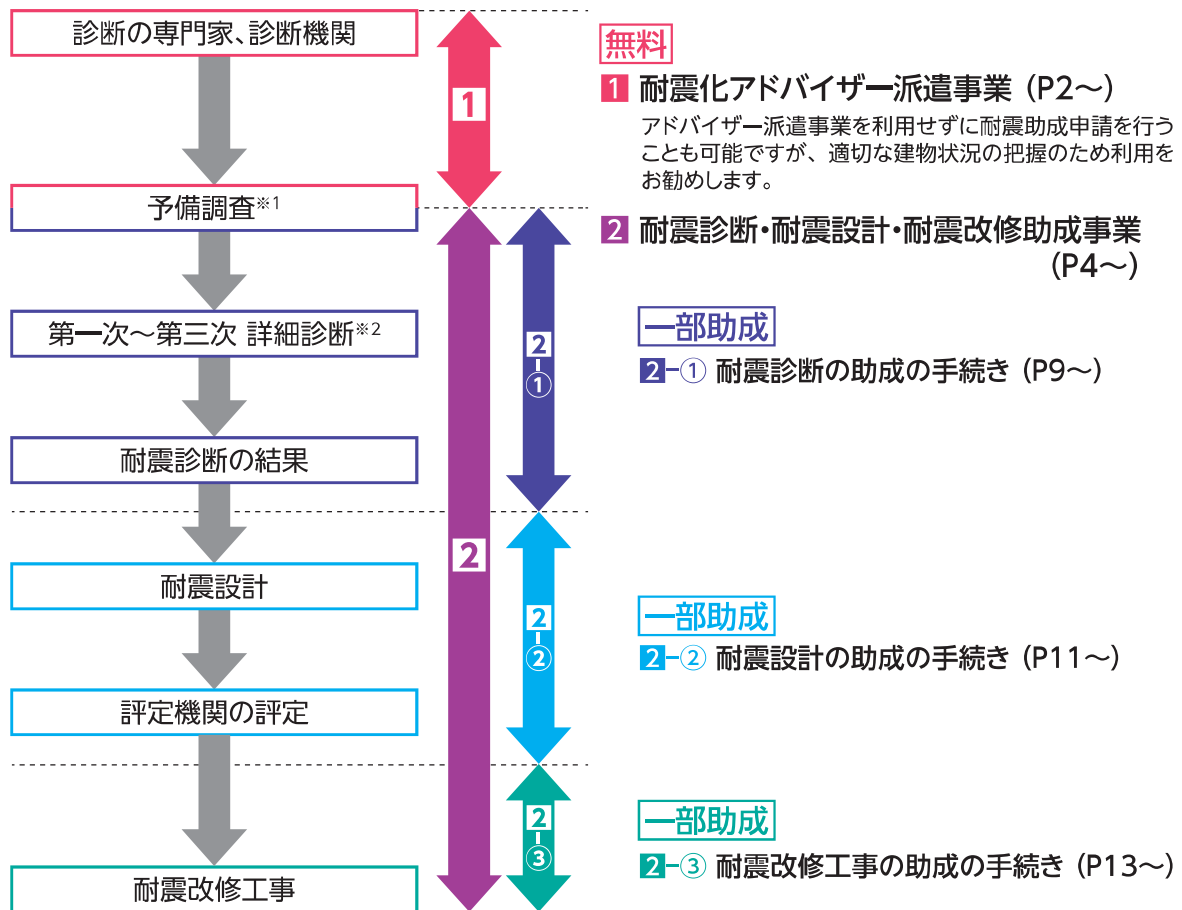 診断の専門家、診断機関
予備調査※1
第一次～第三次 詳細診断※2
耐震診断の結果
耐震設計
評定機関の評定
耐震改修工事
1
2
2-①
2-②
2-③
無料
1 耐震化アドバイザー派遣事業（P2～）
アドバイザー派遣事業を利用せずに耐震助成申請を行う
ことも可能ですが、適切な建物状況の把握のため利用を
お勧めします。
2 耐震診断・耐震設計・耐震改修助成事業
（P4～）
一部助成
2-① 耐震診断の助成の手続き（P9～）
一部助成
2-② 耐震設計の助成の手続き（P11～）
一部助成
2-③ 耐震改修工事の助成の手続き（P13～）